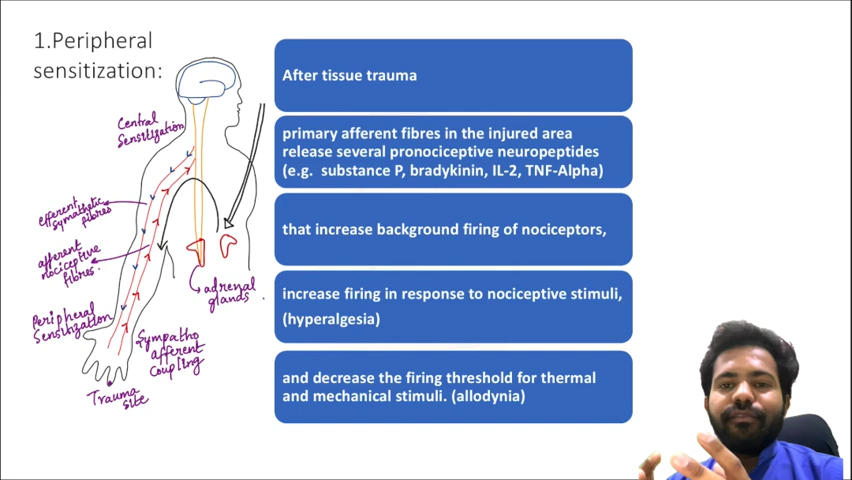 1.Peripheral
sensitization:
Central
Sensitization
efferent
symathetic
fibres
afferent
nociceptive
fibres.
Peripheral
Sensitization
Sympatho
afferent
Coupling
Trauma
site
adrenal
glands
After tissue trauma
primary afferent fibres in the injured area
release several pronociceptive neuropeptides
(e.g. substance P, bradykinin, IL-2, TNF-Alpha)
that increase background firing of nociceptors,
increase firing in response to nociceptive stimuli,
(hyperalgesia)
and decrease the firing threshold for thermal
and mechanical stimuli. (allodynia)